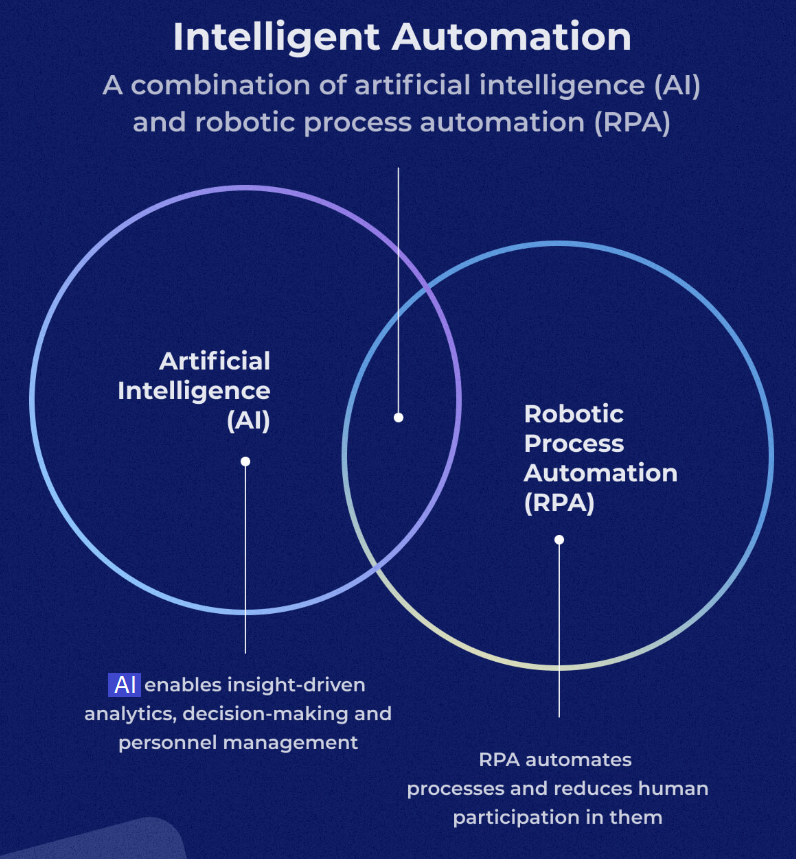 Intelligent Automation
A combination of artificial intelligence (AI)
and robotic process automation (RPA)
Artificial
Intelligence
(AI)
Robotic
Process
Automation
(RPA)
AI enables insight-driven
analytics, decision-making and
personnel management
RPA automates
processes and reduces human
participation in them